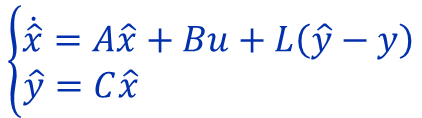 ẋ̂ = Ax̂ + Bu + L(ŷ − y)
ŷ = Cx̂